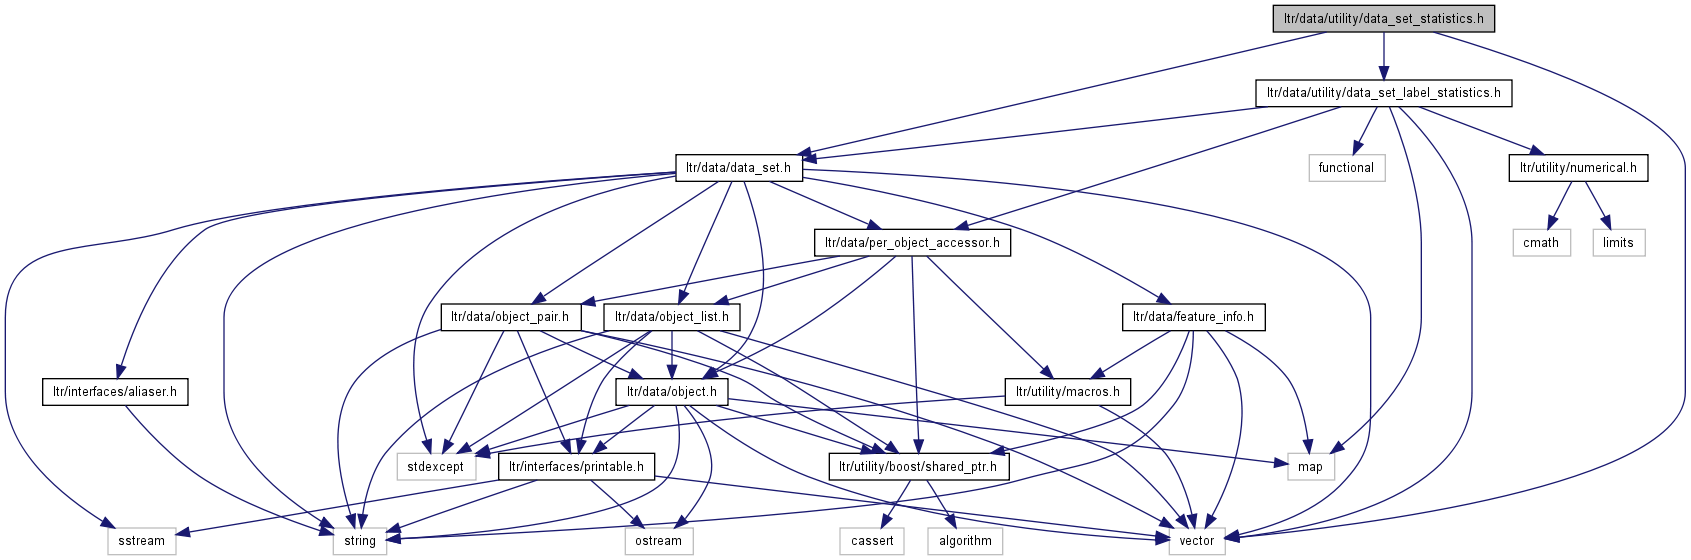 ltr/data/utility/data_set_statistics.h
ltr/data/utility/data_set_label_statistics.h
ltr/data/data_set.h
functional
ltr/utility/numerical.h
ltr/data/per_object_accessor.h
cmath
limits
ltr/data/object_pair.h
ltr/data/object_list.h
ltr/data/feature_info.h
ltr/interfaces/aliaser.h
ltr/data/object.h
ltr/utility/macros.h
stdexcept
ltr/interfaces/printable.h
ltr/utility/boost/shared_ptr.h
map
sstream
string
ostream
cassert
algorithm
vector